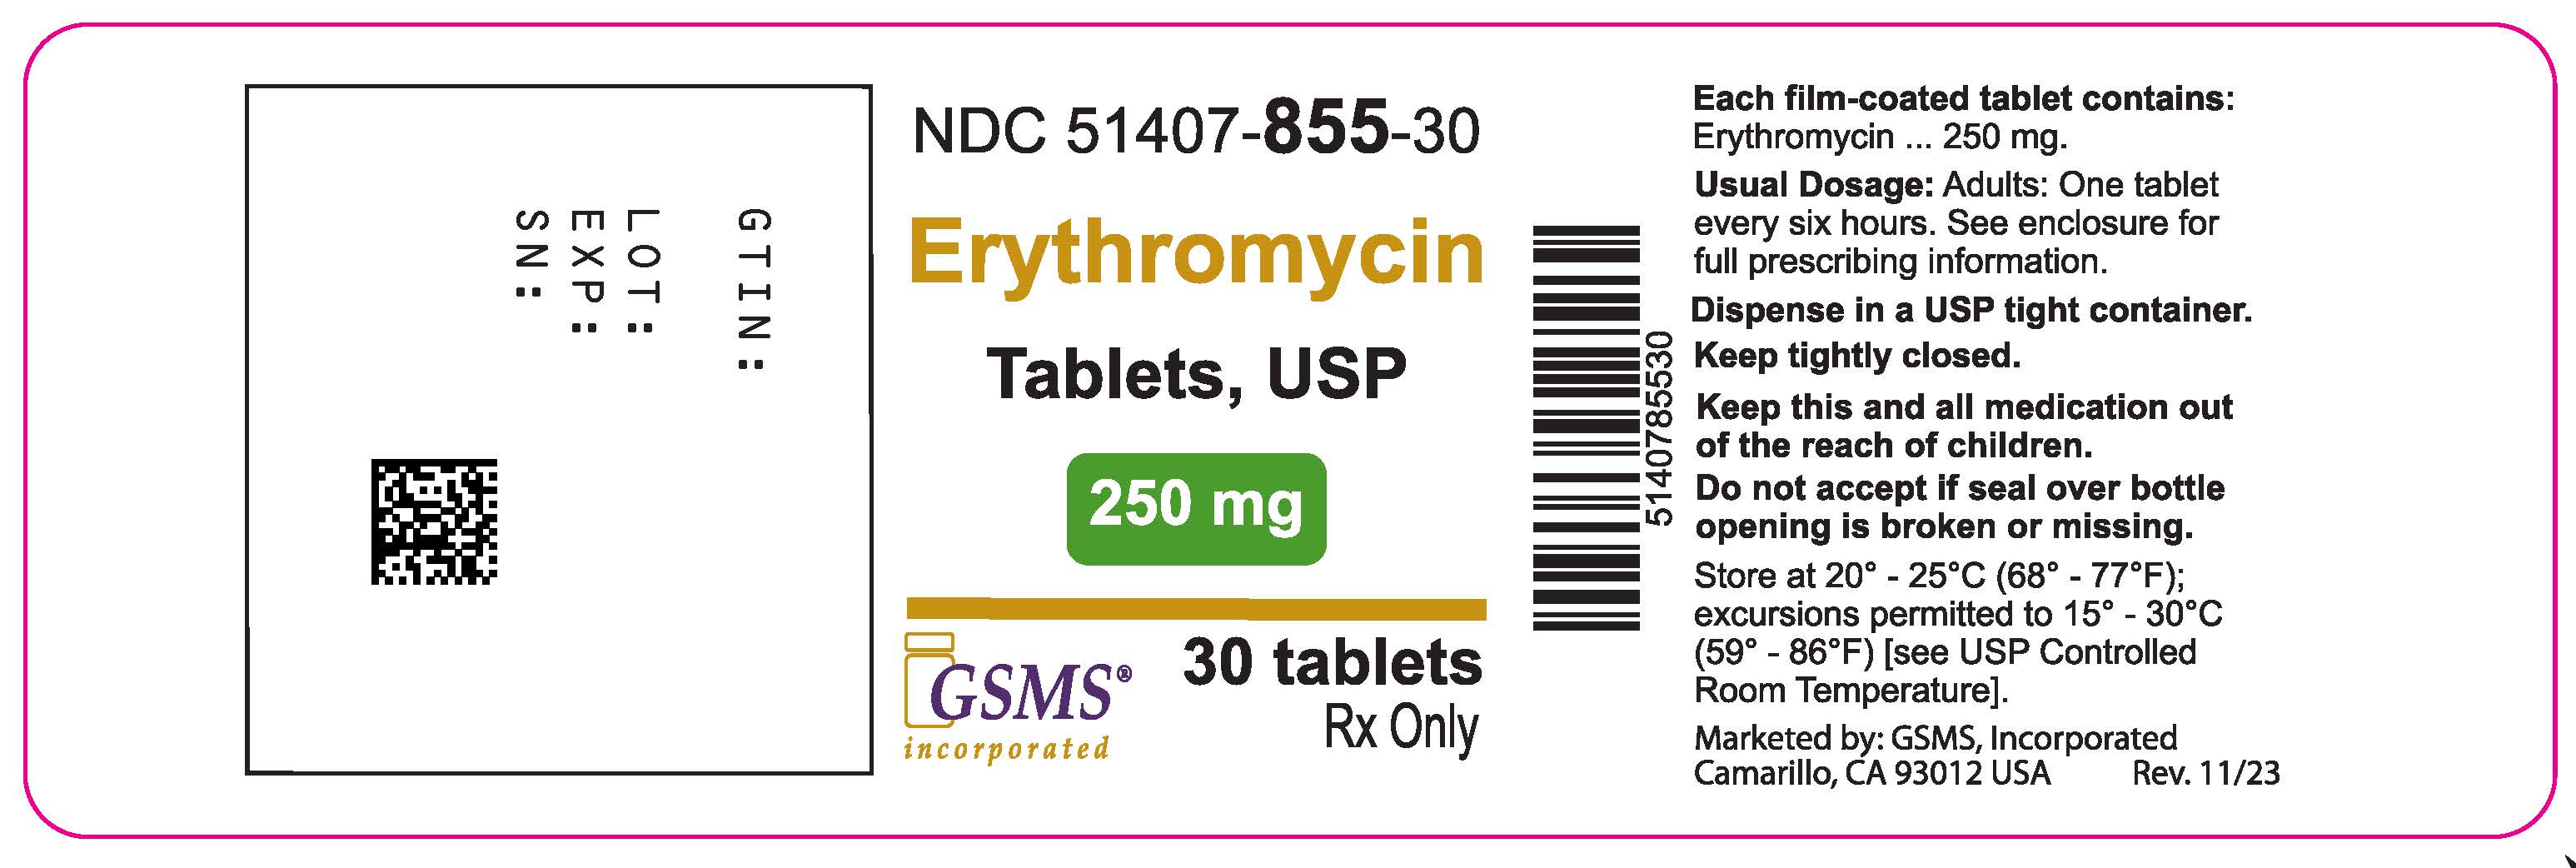 GTIN:
LOT:
EXP:
SN:
NDC 51407-855-30
Erythromycin
Tablets, USP
250 mg
GSMS®
incorporated
30 tablets
Rx Only
5140785530
Each film-coated tablet contains:
Erythromycin ... 250 mg.
Usual Dosage: Adults: One tablet
every six hours. See enclosure for
full prescribing information.
Dispense in a USP tight container.
Keep tightly closed.
Keep this and all medication out
of the reach of children.
Do not accept if seal over bottle
opening is broken or missing.
Store at 20° - 25°C (68° - 77°F);
excursions permitted to 15° - 30°C
(59° - 86°F) [see USP Controlled
Room Temperature].
Marketed by: GSMS, Incorporated
Camarillo, CA 93012 USA Rev. 11/23